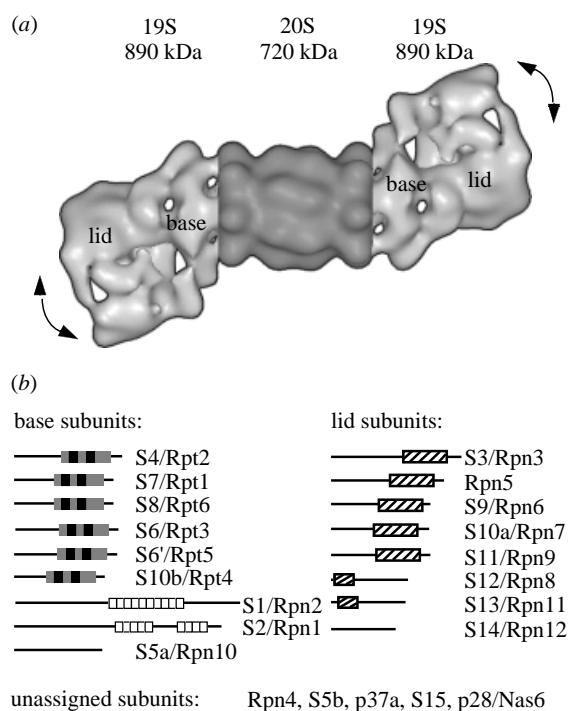 (a)
19S 20S 19S
890 kDa 720 kDa 890 kDa
base lid
lid base
(b)
base subunits:
S4/Rpt2
S7/Rpt1
S8/Rpt6
S6/Rpt3
S6'/Rpt5
S10b/Rpt4
S1/Rpn2
S2/Rpn1
S5a/Rpn10
lid subunits:
S3/Rpn3
Rpn5
S9/Rpn6
S10a/Rpn7
S11/Rpn9
S12/Rpn8
S13/Rpn11
S14/Rpn12
unassigned subunits: Rpn4, S5b, p37a, S15, p28/Nas6